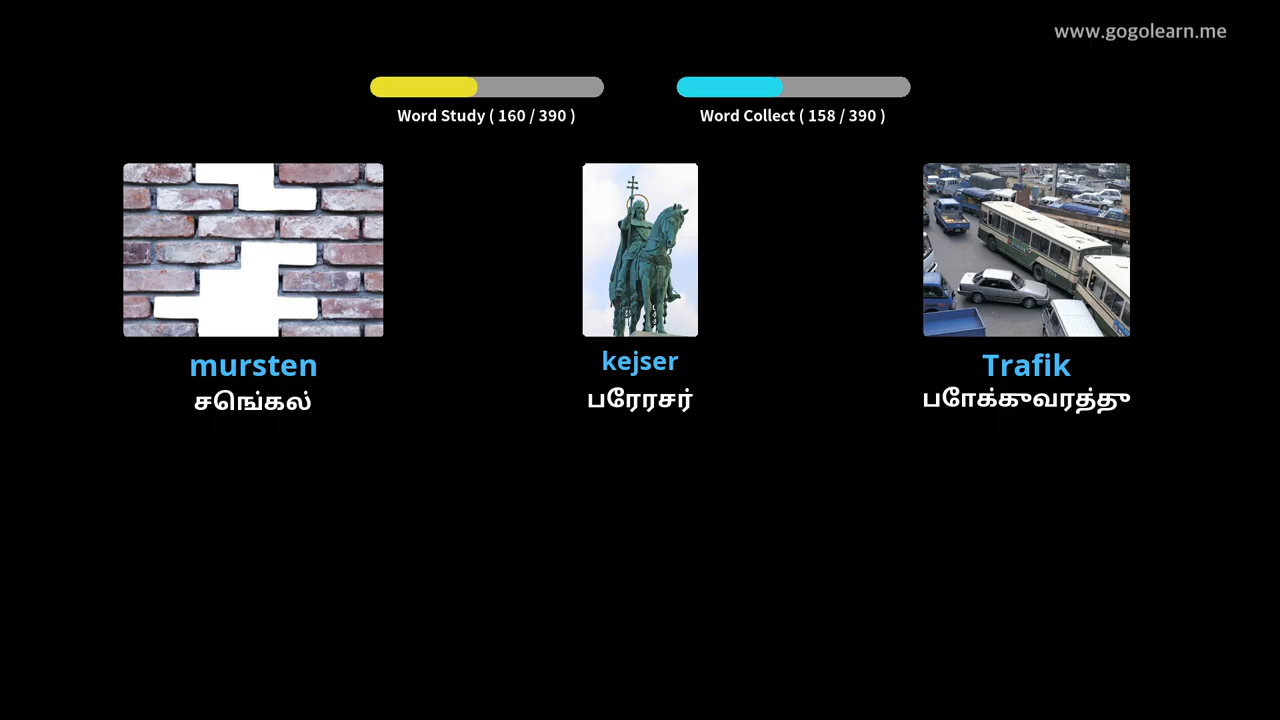 www.gogolearn.me
Word Study ( 160 / 390 )
Word Collect ( 158 / 390 )
mursten
kejser
Trafik
செங்கல்
பேரரசர்
போக்குவரத்து